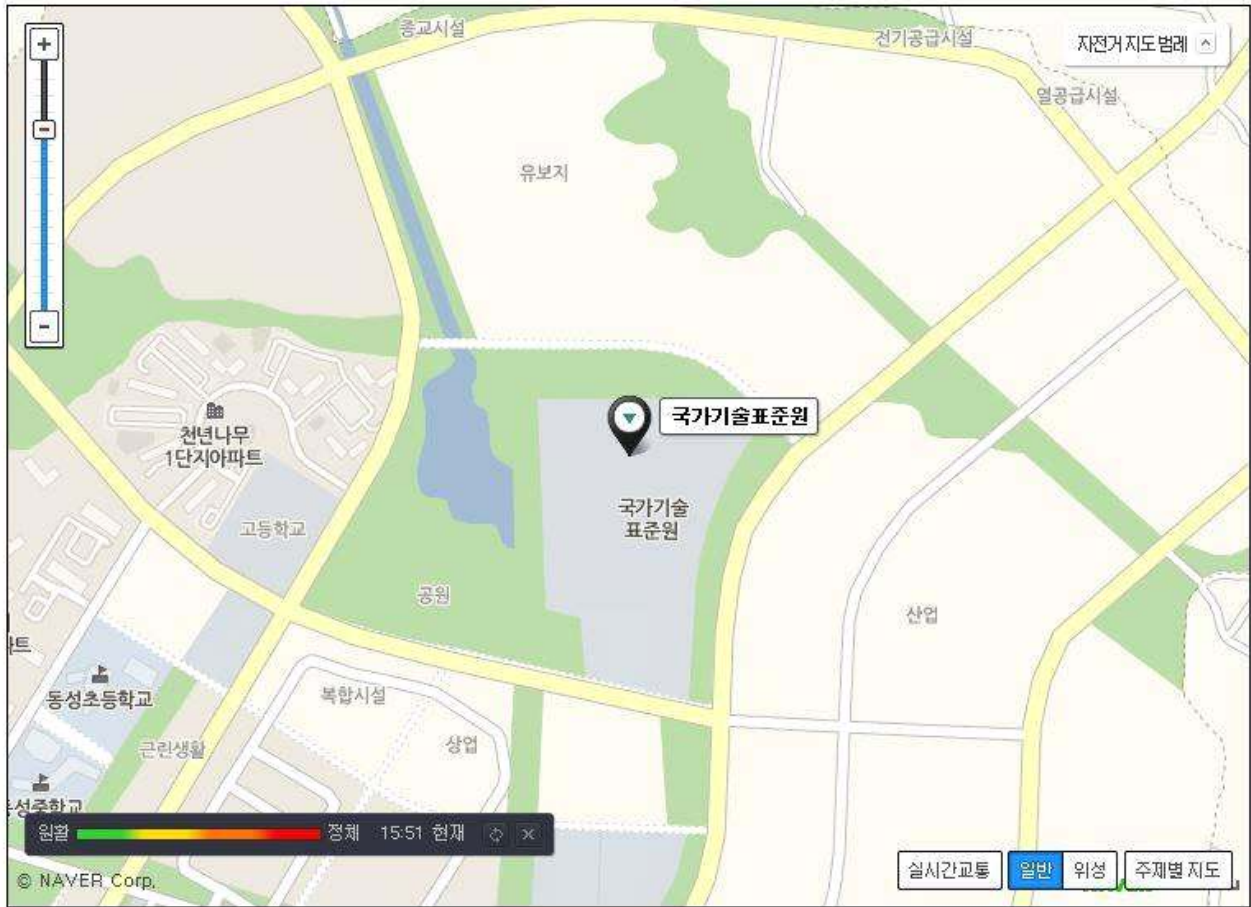 +
종교시설
전기공급시설
자전거 지도 범례
열공급시설
유보지
-
천년나무
1단지아파트
국가기술표준원
국가기술
표준원
고등학교
공원
산업
동성초등학교
복합시설
근린생활
상업
원활 정체 15:51 현재
© NAVER Corp.
실시간교통 일반 위성 주제별 지도